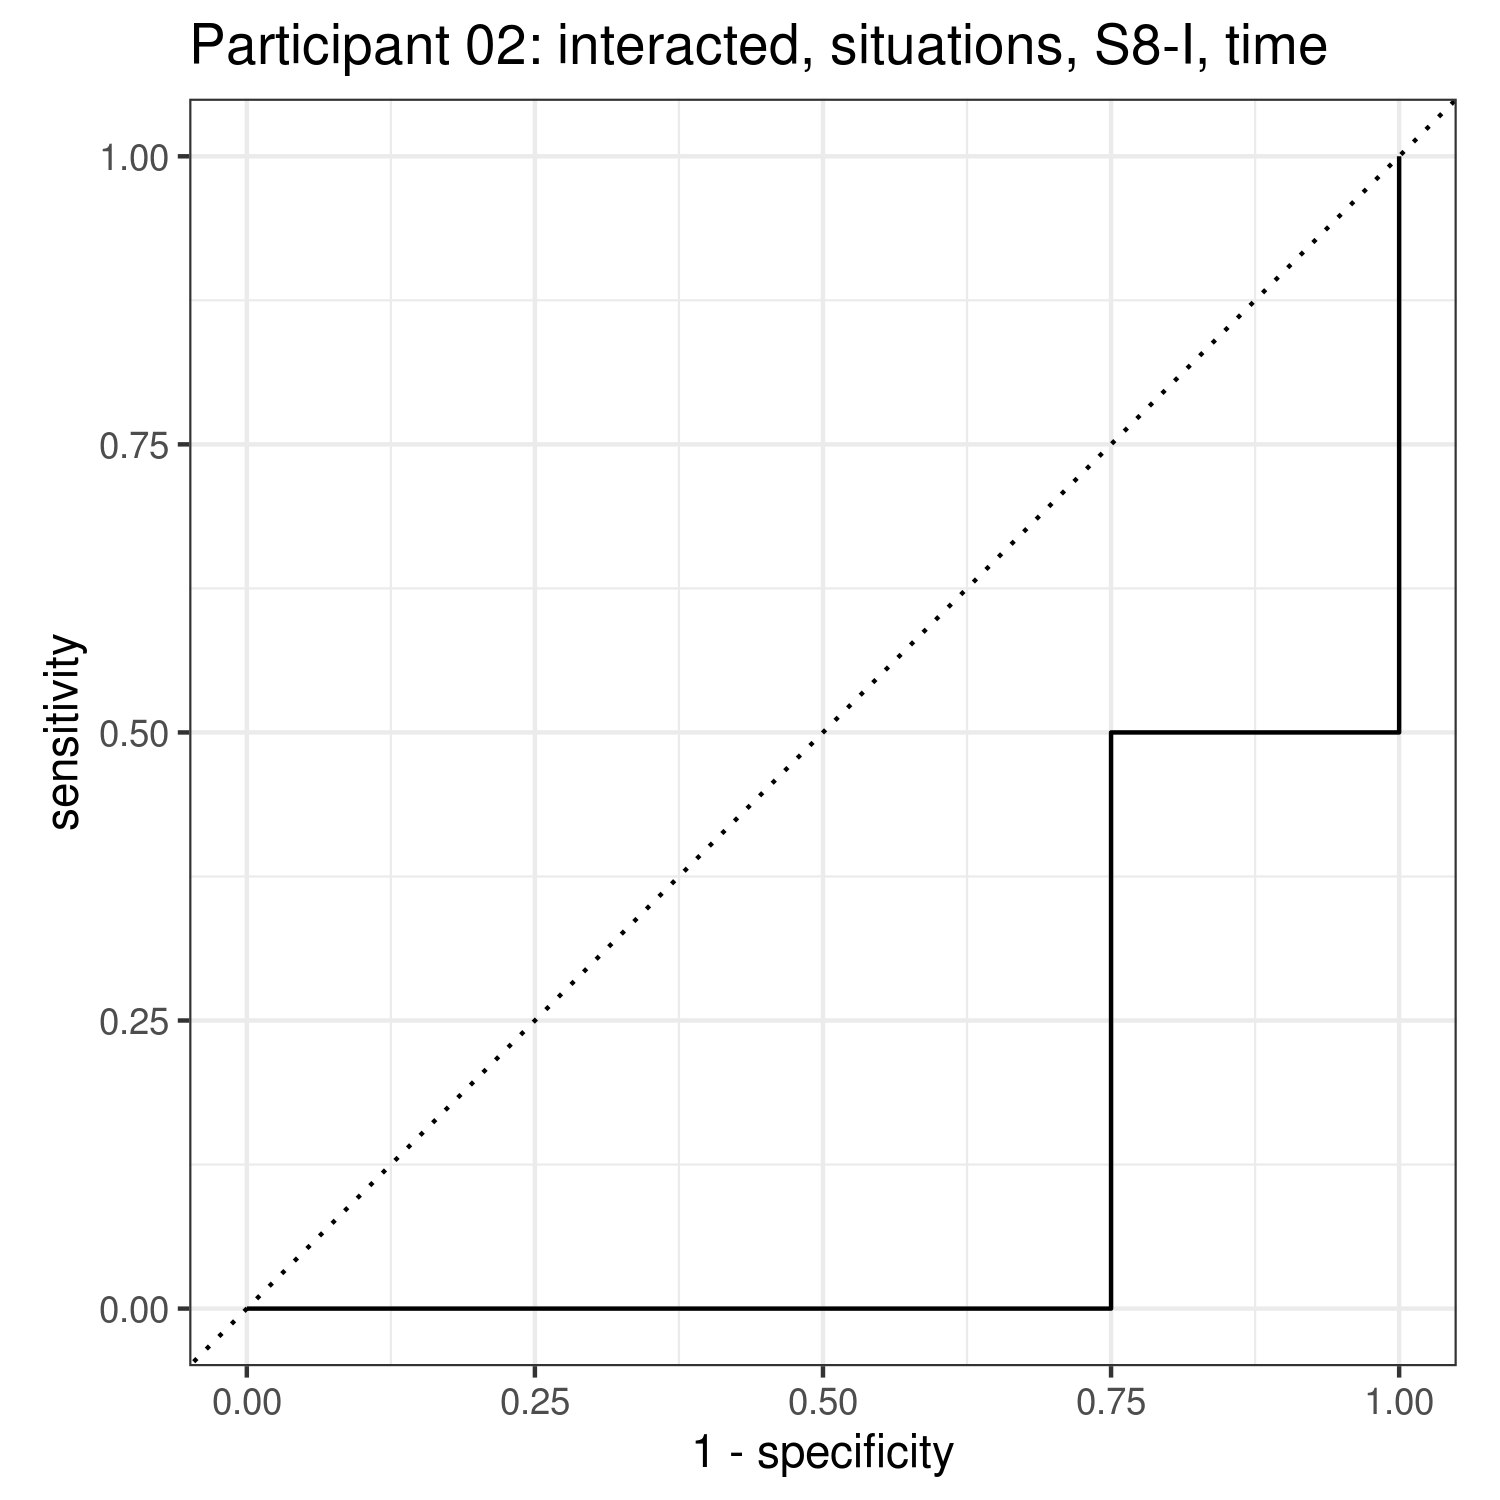 Participant 02: interacted, situations, S8-I, time
1.00
0.75
0.50
0.25
0.00
sensitivity
0.00 0.25 0.50 0.75 1.00
1 - specificity